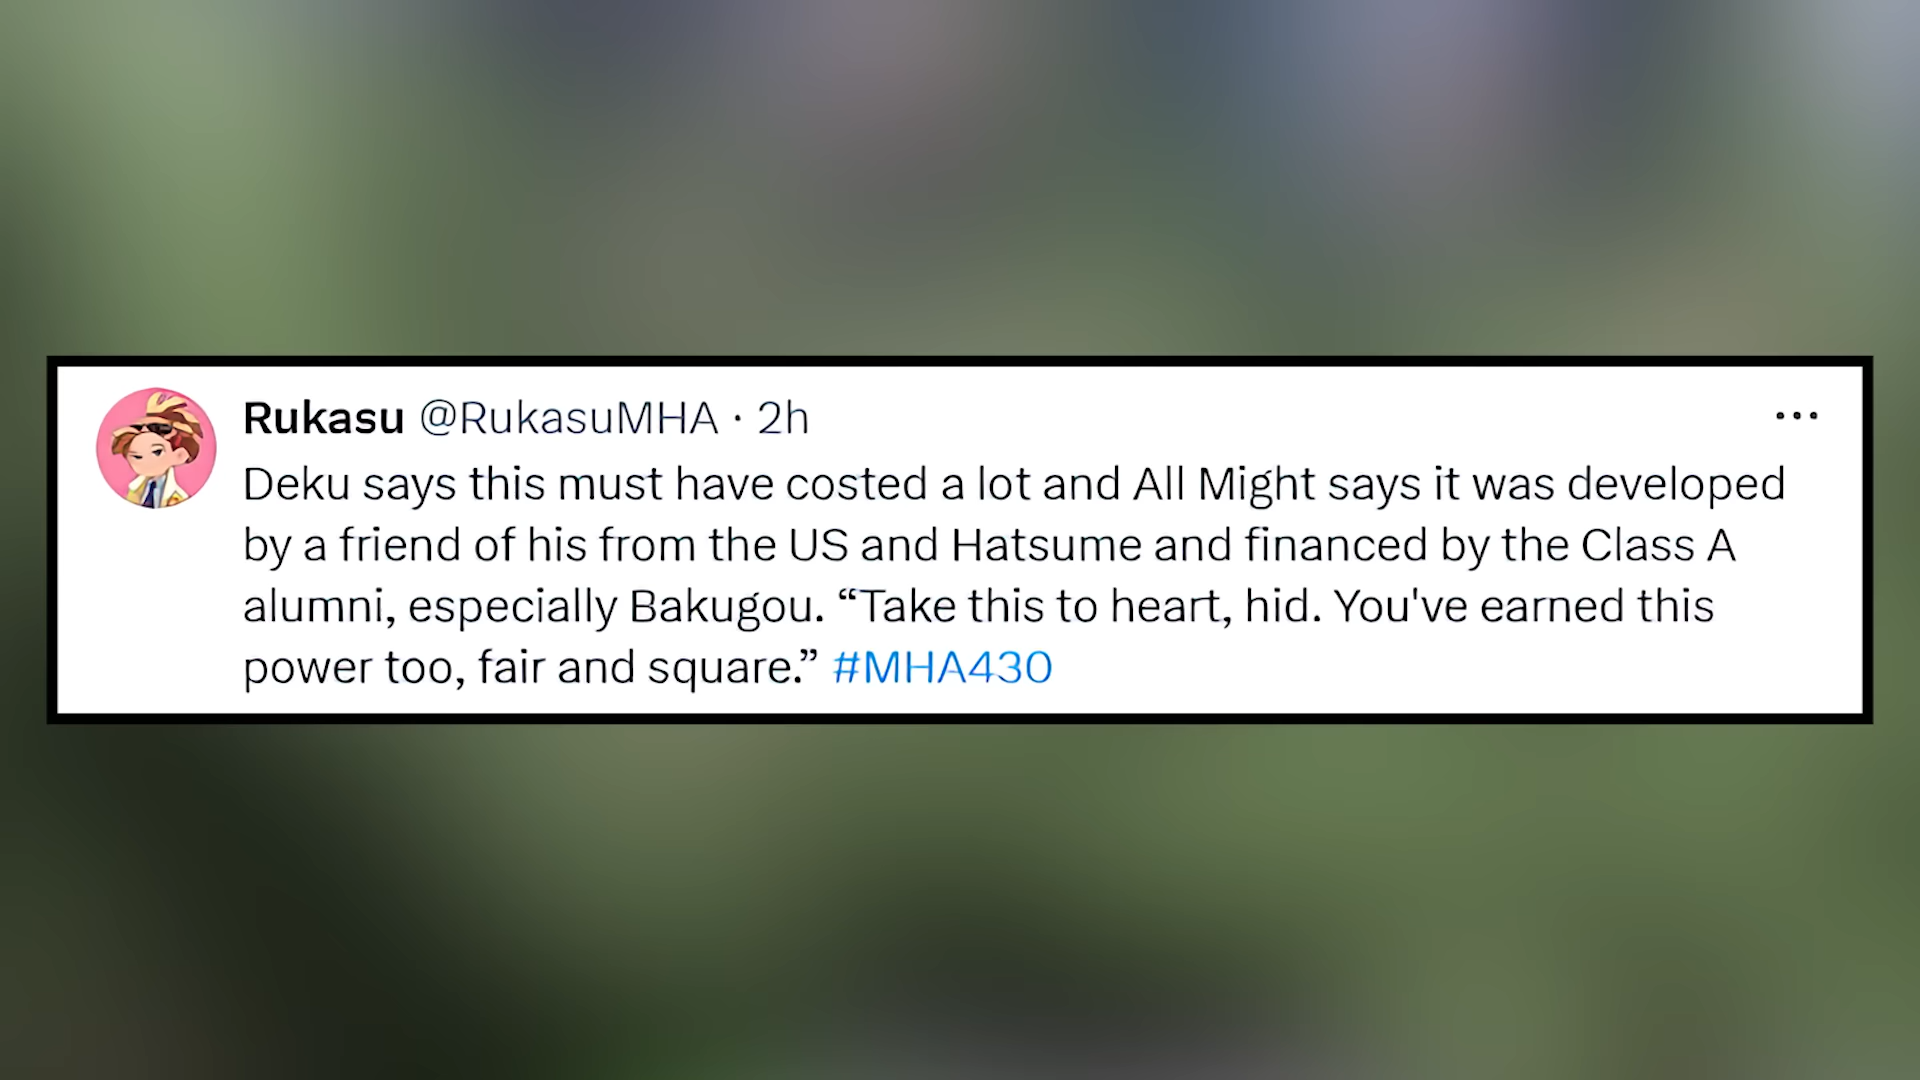 Rukasu @RukasuMHA · 2h
Deku says this must have costed a lot and All Might says it was developed
by a friend of his from the US and Hatsume and financed by the Class A
alumni, especially Bakugou. “Take this to heart, hid. You've earned this
power too, fair and square.” #MHA430